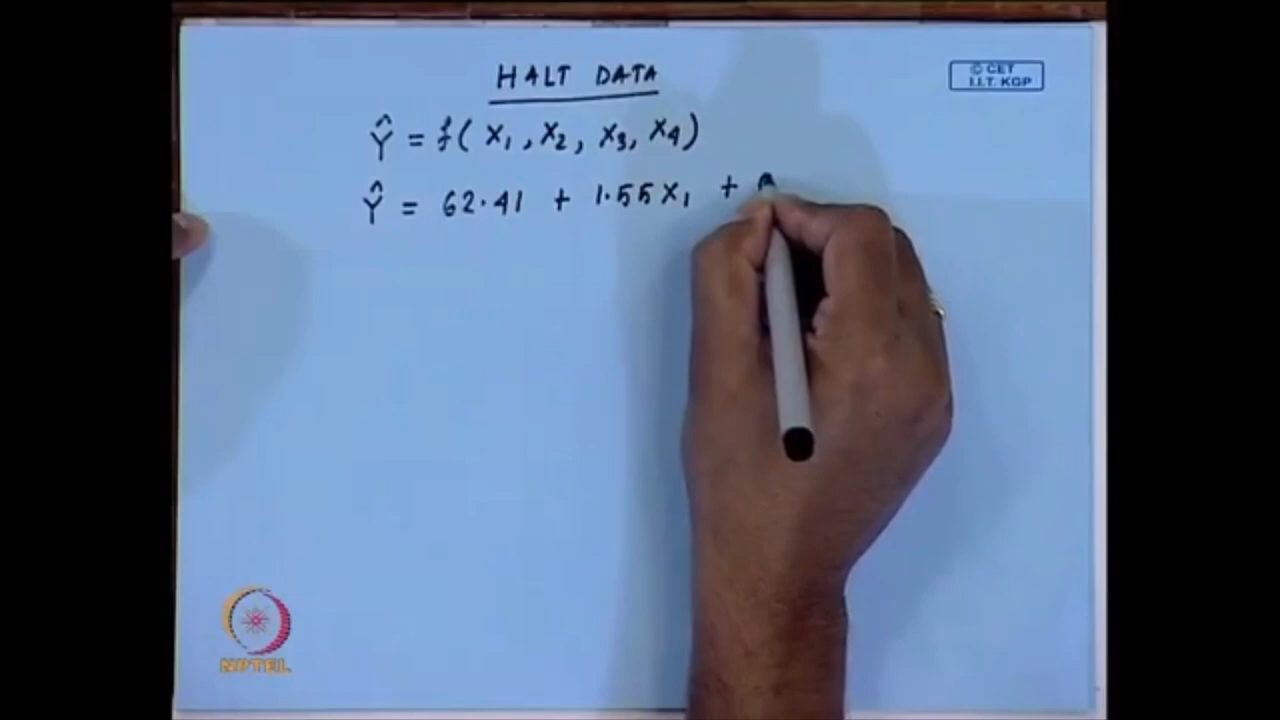 HALT DATA
© CET
I.I.T. KGP
Ŷ = f( X₁, X₂, X₃, X₄)
Ŷ = 62.41 + 1.55X₁ +
NPTEL